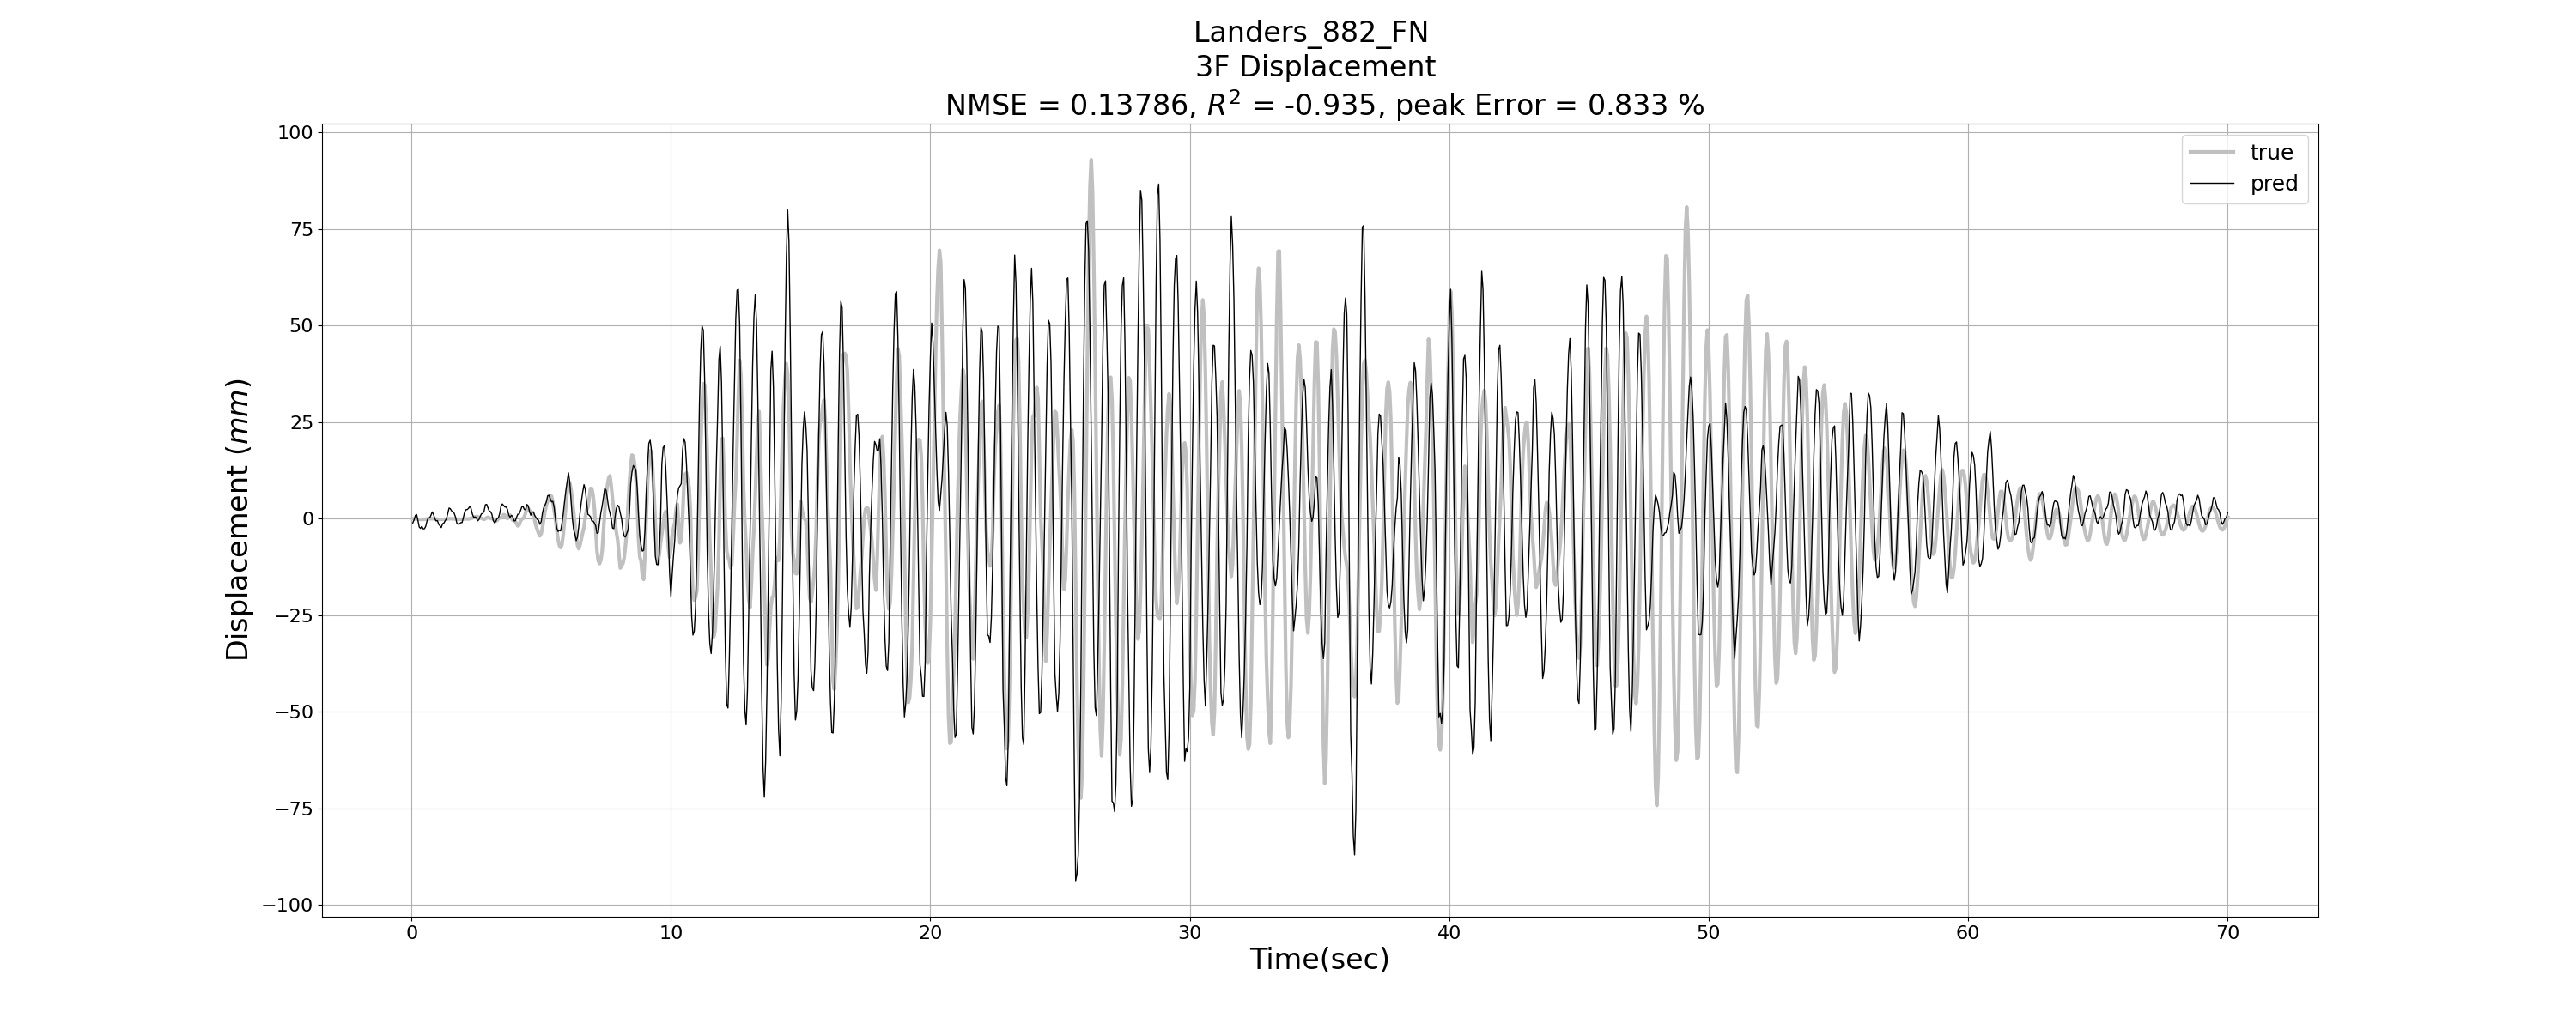 Landers_882_FN
3F Displacement
NMSE = 0.13786, R² = -0.935, peak Error = 0.833 %
100
75
50
25
0
−25
−50
−75
−100
Displacement (mm)
true
pred
0 10 20 30 40 50 60 70
Time(sec)